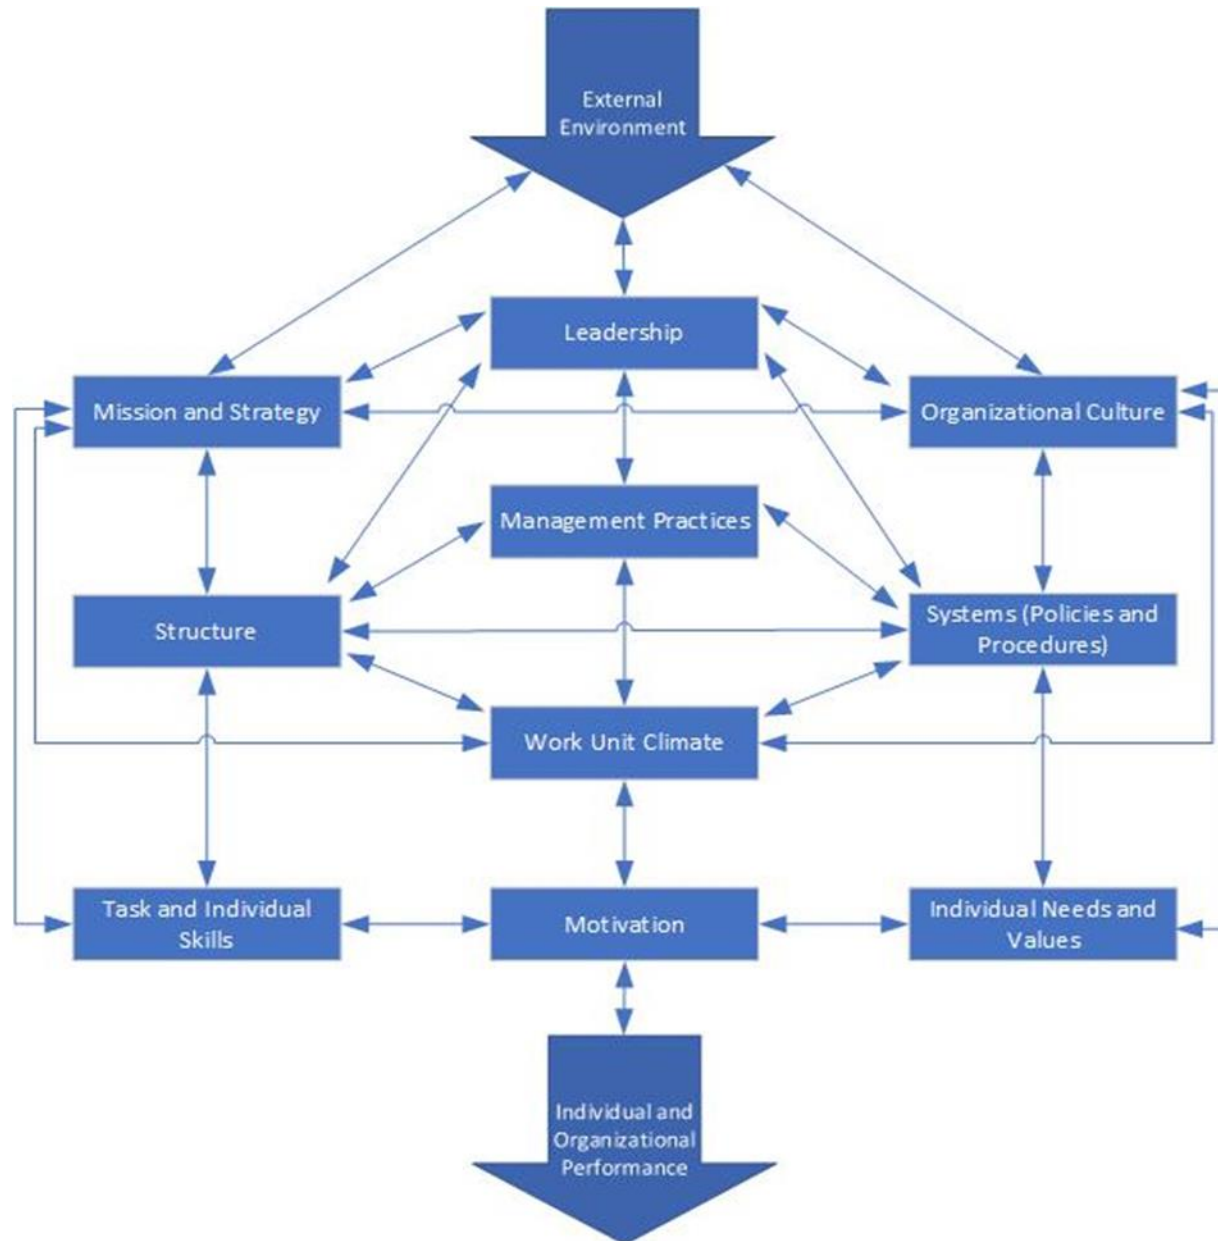 External
Environment
Leadership
Mission and Strategy
Organizational Culture
Management Practices
Structure
Systems (Policies and
Procedures)
Work Unit Climate
Task and Individual
Skills
Motivation
Individual Needs and
Values
Individual and
Organizational
Performance